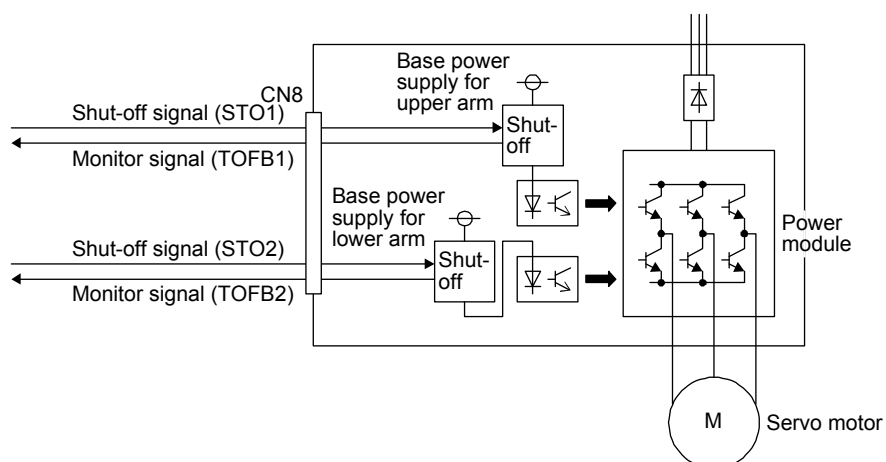 Base power
supply for
upper arm
CN8
Shut-off signal (STO1)
Monitor signal (TOFB1)
Shut-
off
Base power
supply for
lower arm
Shut-off signal (STO2)
Monitor signal (TOFB2)
Shut-
off
Power
module
M
Servo motor